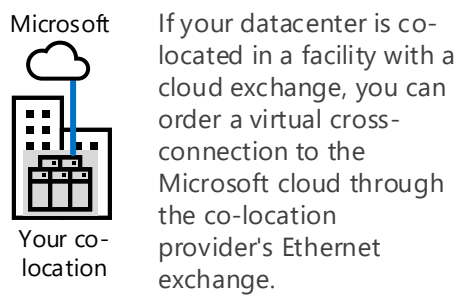 Microsoft
Your co-
location
If your datacenter is co-
located in a facility with a
cloud exchange, you can
order a virtual cross-
connection to the
Microsoft cloud through
the co-location
provider's Ethernet
exchange.